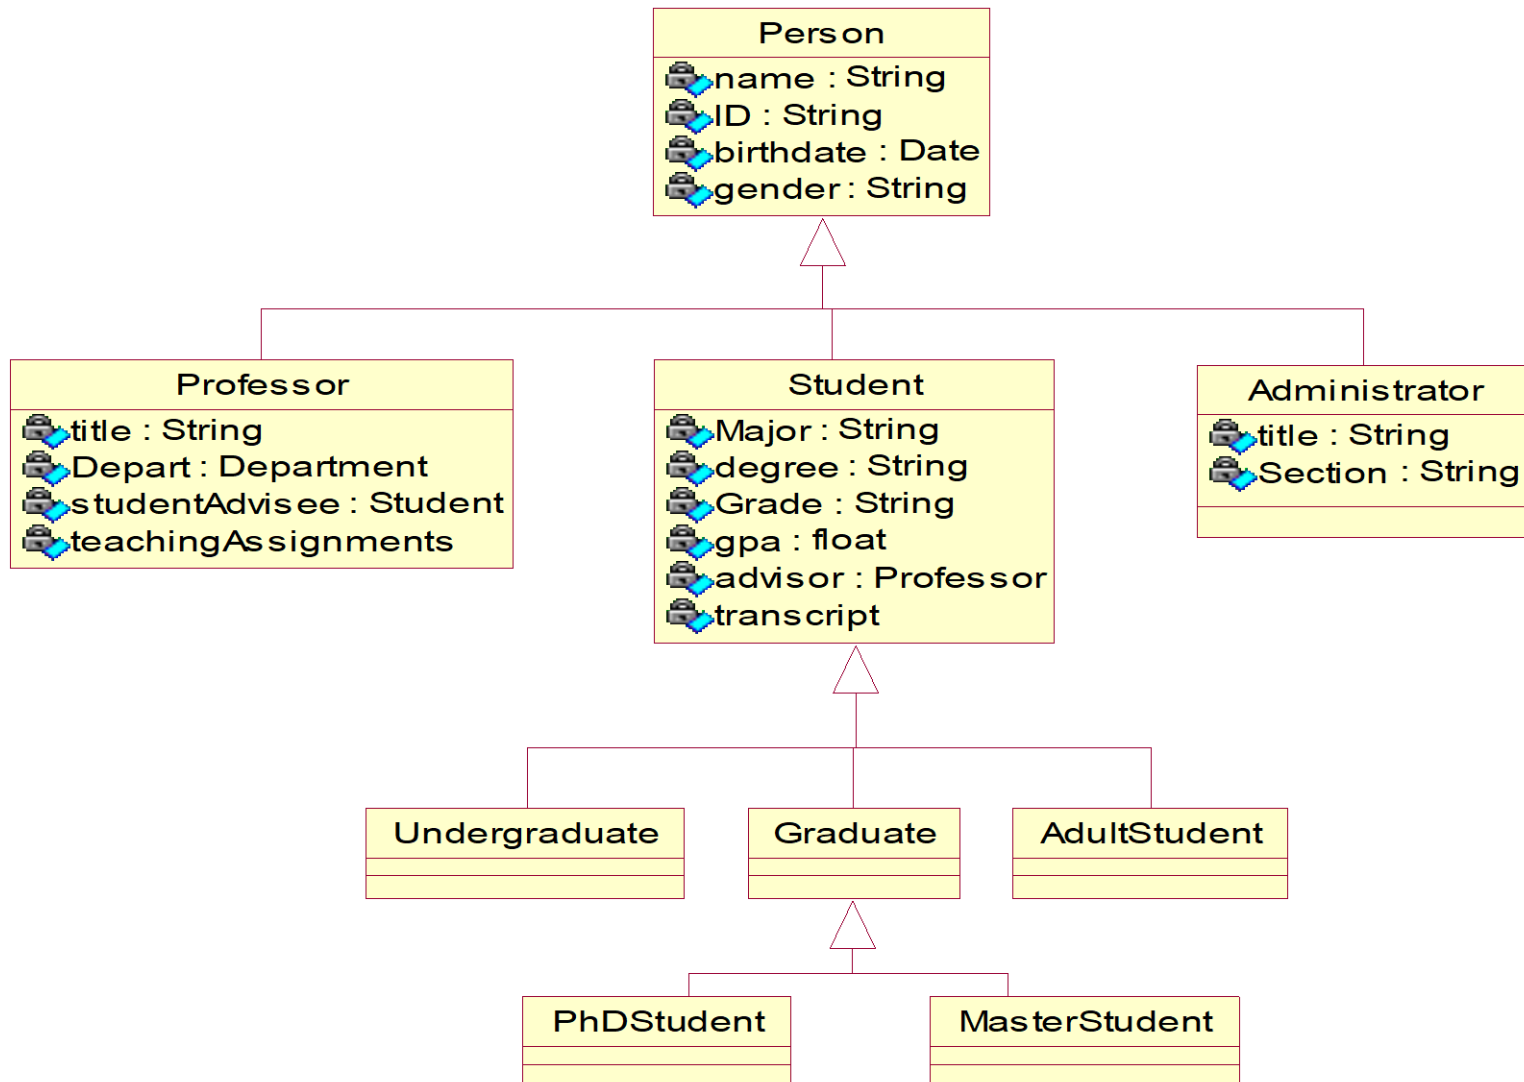 Person
name : String
ID : String
birthdate : Date
gender : String
Professor
title : String
Depart : Department
studentAdvisee : Student
teachingAssignments
Student
Major : String
degree : String
Grade : String
gpa : float
advisor : Professor
transcript
Administrator
title : String
Section : String
Undergraduate
Graduate
AdultStudent
PhDStudent
MasterStudent